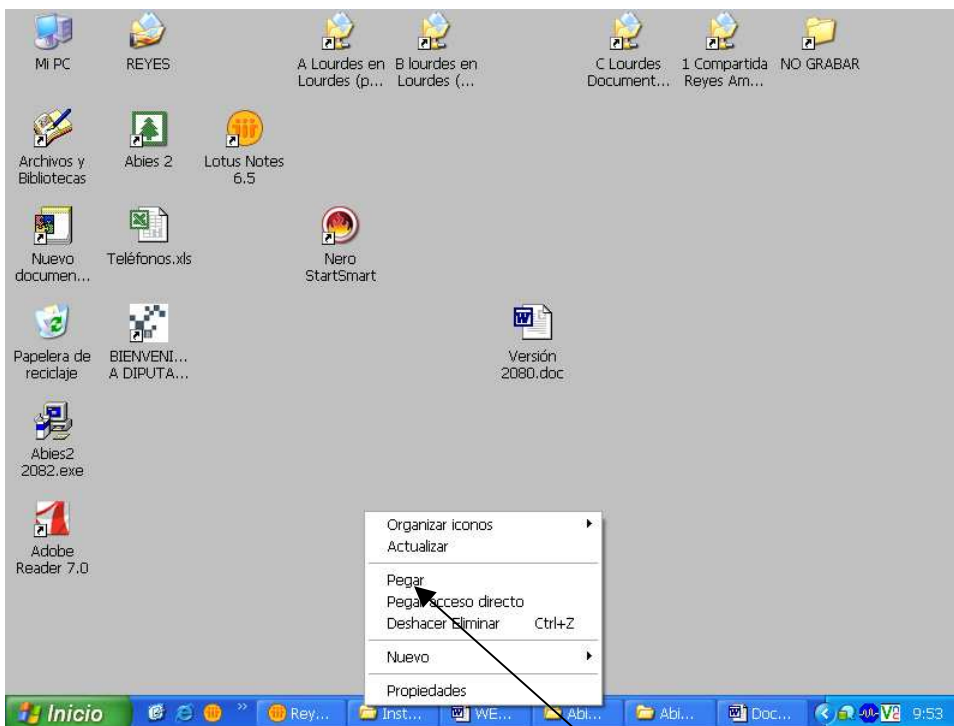 Mi PC
REYES
A Lourdes en
Lourdes (p...
B lourdes en
Lourdes (...
C Lourdes
Document...
1 Compartida
Reyes Am...
NO GRABAR
Archivos y
Bibliotecas
Abies 2
Lotus Notes
6.5
Nuevo
documen...
Teléfonos.xls
Nero
StartSmart
Papelera de
reciclaje
BIENVENI...
A DIPUTA...
Versión
2080.doc
Abies2
2082.exe
Adobe
Reader 7.0
Organizar iconos
Actualizar
Pegar
Pegar acceso directo
Deshacer Eliminar Ctrl+Z
Nuevo
Propiedades
Inicio
Rey...
Inst...
WE...
Abi...
Abi...
Doc...
9:53